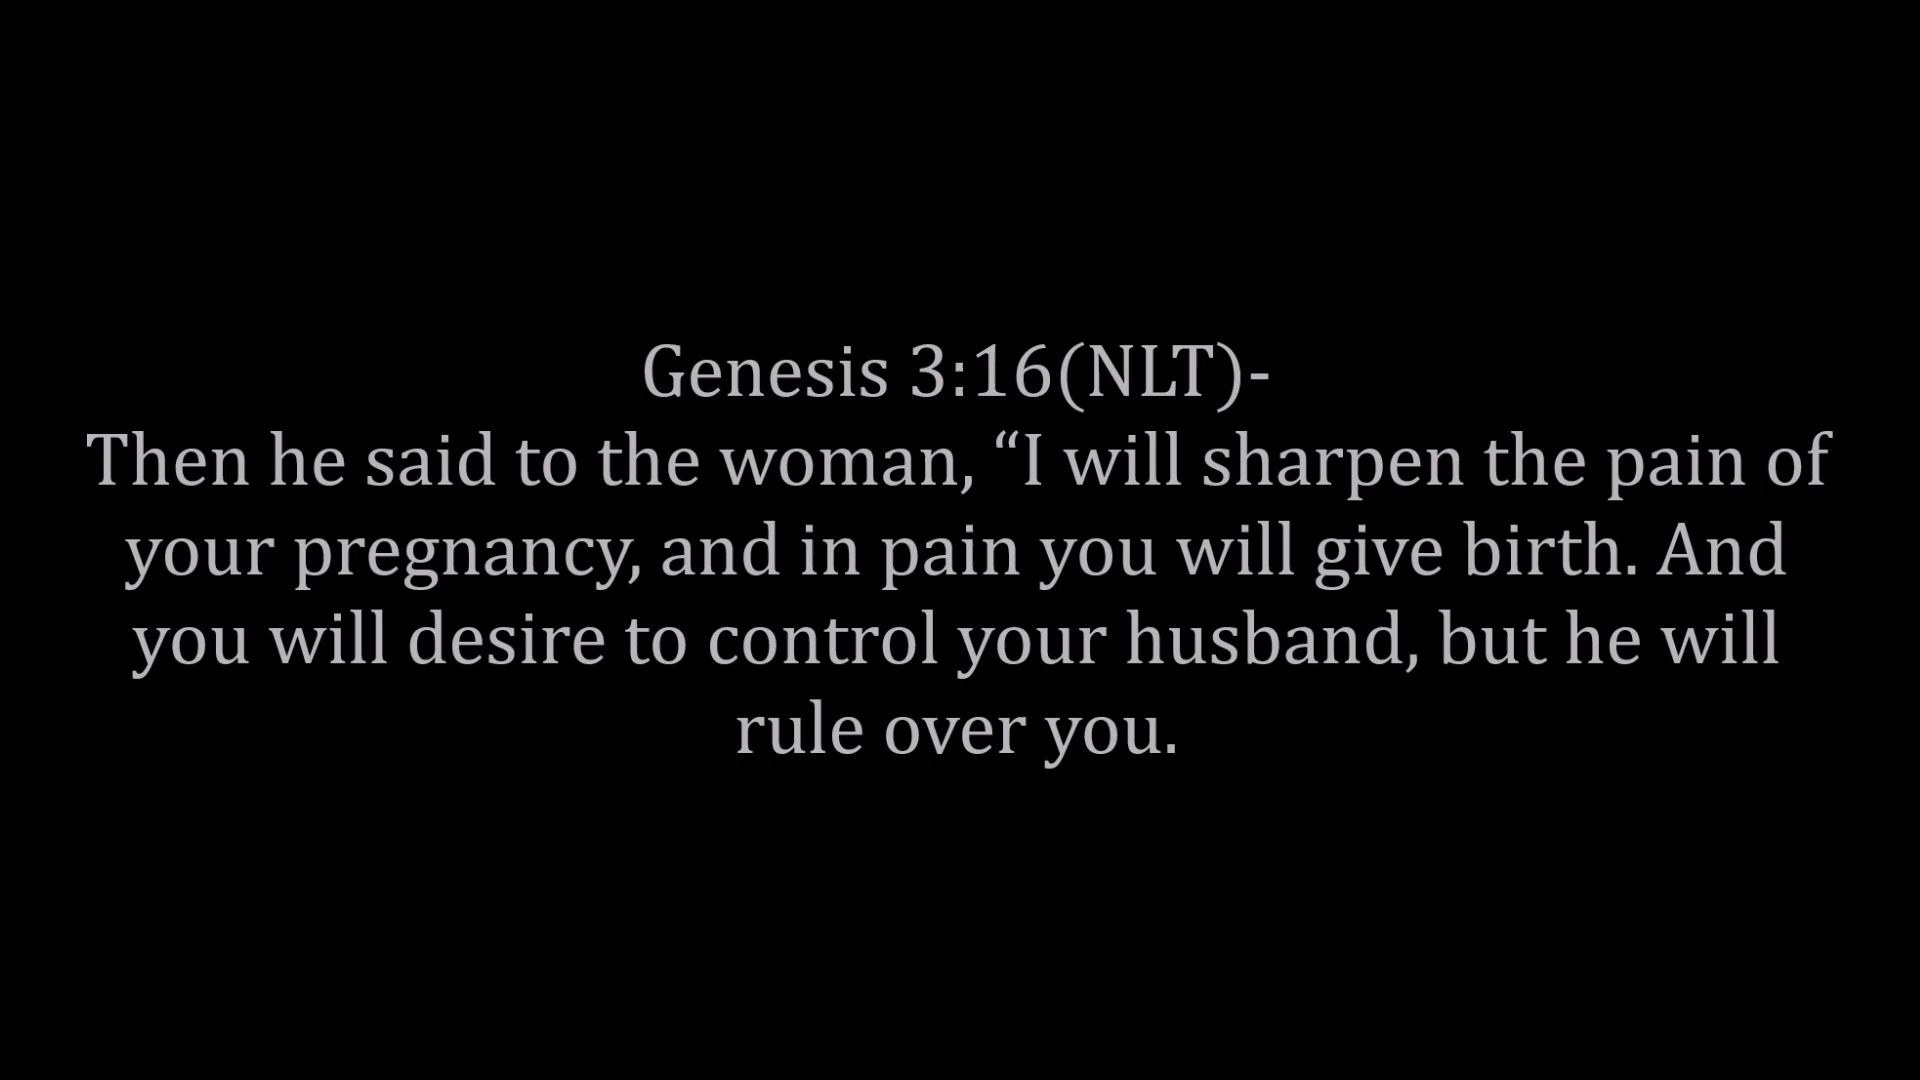 Genesis 3:16(NLT)-
Then he said to the woman, “I will sharpen the pain of
your pregnancy, and in pain you will give birth. And
you will desire to control your husband, but he will
rule over you.